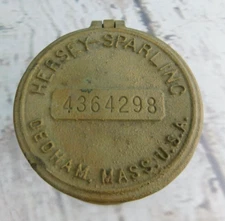 HERSEY-SPARLING
4364298
DEDHAM, MASS. U.S.A.